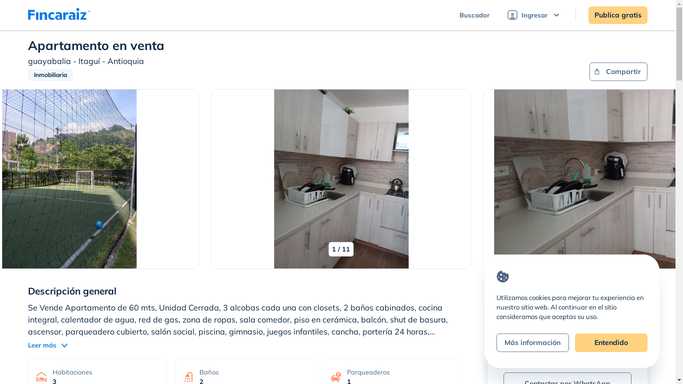 Fincaraiz
Buscador
Ingresar
Publica gratis
Apartamento en venta
guayabalia - Itaguí - Antioquia
Inmobiliaria
Compartir
1 / 11
Descripción general
Se Vende Apartamento de 60 mts, Unidad Cerrada, 3 alcobas cada una con closets, 2 baños cabinados, cocina
integral, calentador de agua, red de gas, zona de ropas, sala comedor, piso en cerámica, balcón, shut de basura,
ascensor, parqueadero cubierto, salón social, piscina, gimnasio, juegos infantiles, cancha, portería 24 horas,...
Leer más
Habitaciones
3
Baños
2
Parqueaderos
1
Utilizamos cookies para mejorar tu experiencia en
nuestro sitio web. Al continuar en el sitio
consideramos que aceptas su uso.
Más información
Entendido
Contactar por WhatsApp